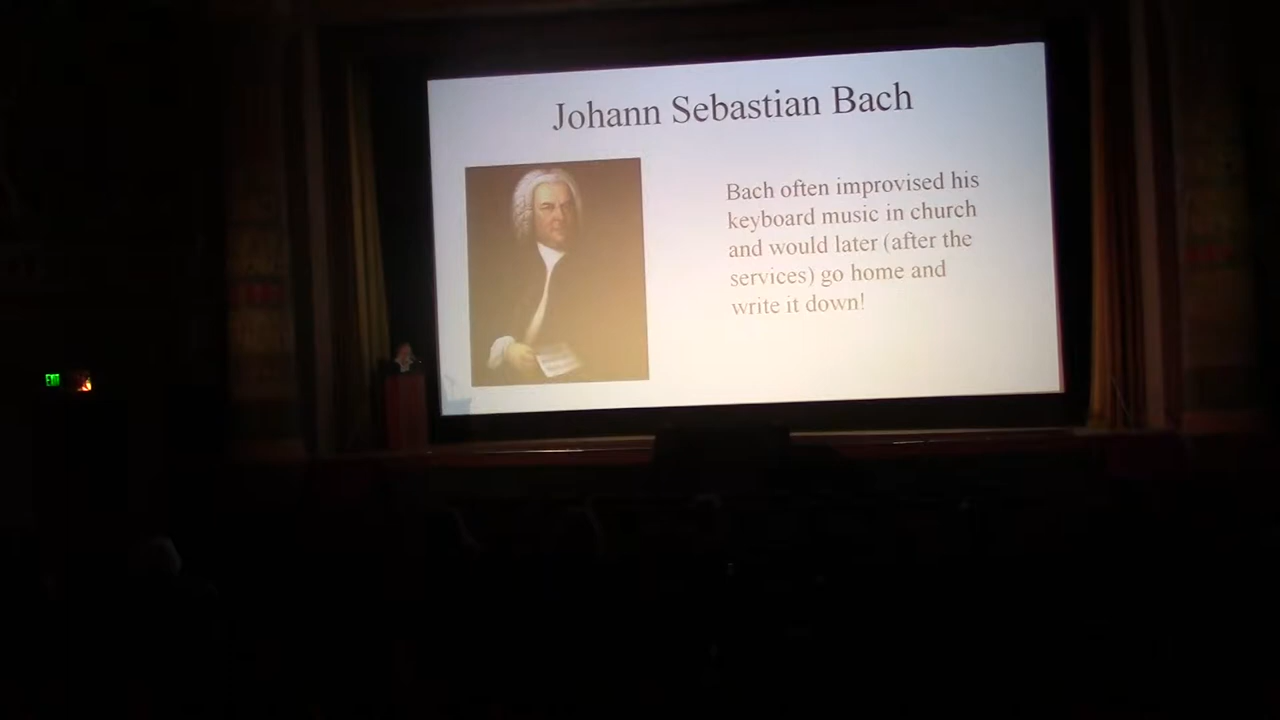 Johann Sebastian Bach
Bach often improvised his
keyboard music in church
and would later (after the
services) go home and
write it down!